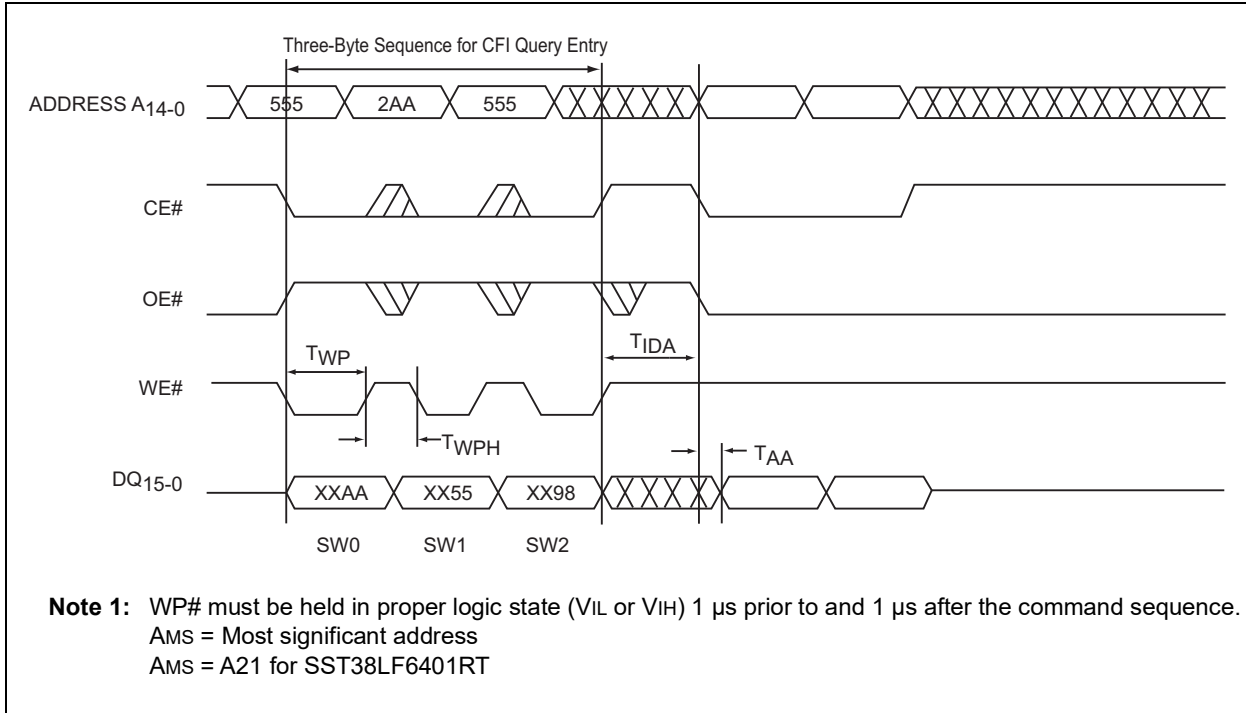 Three-Byte Sequence for CFI Query Entry
ADDRESS A14-0
555 2AA 555
CE#
OE#
TIDA
TWP
WE#
TWPH
TAA
DQ15-0
XXAA XX55 XX98
SW0 SW1 SW2
Note 1: WP# must be held in proper logic state (VIL or VIH) 1 µs prior to and 1 µs after the command sequence.
AMS = Most significant address
AMS = A21 for SST38LF6401RT